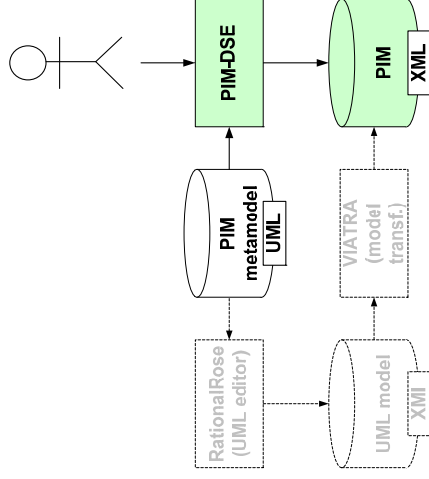 PIM-DSE
PIM
XML
PIM
metamodel
UML
VIATRA
(model
transf.)
RationalRose
(UML editor)
UML model
XMI